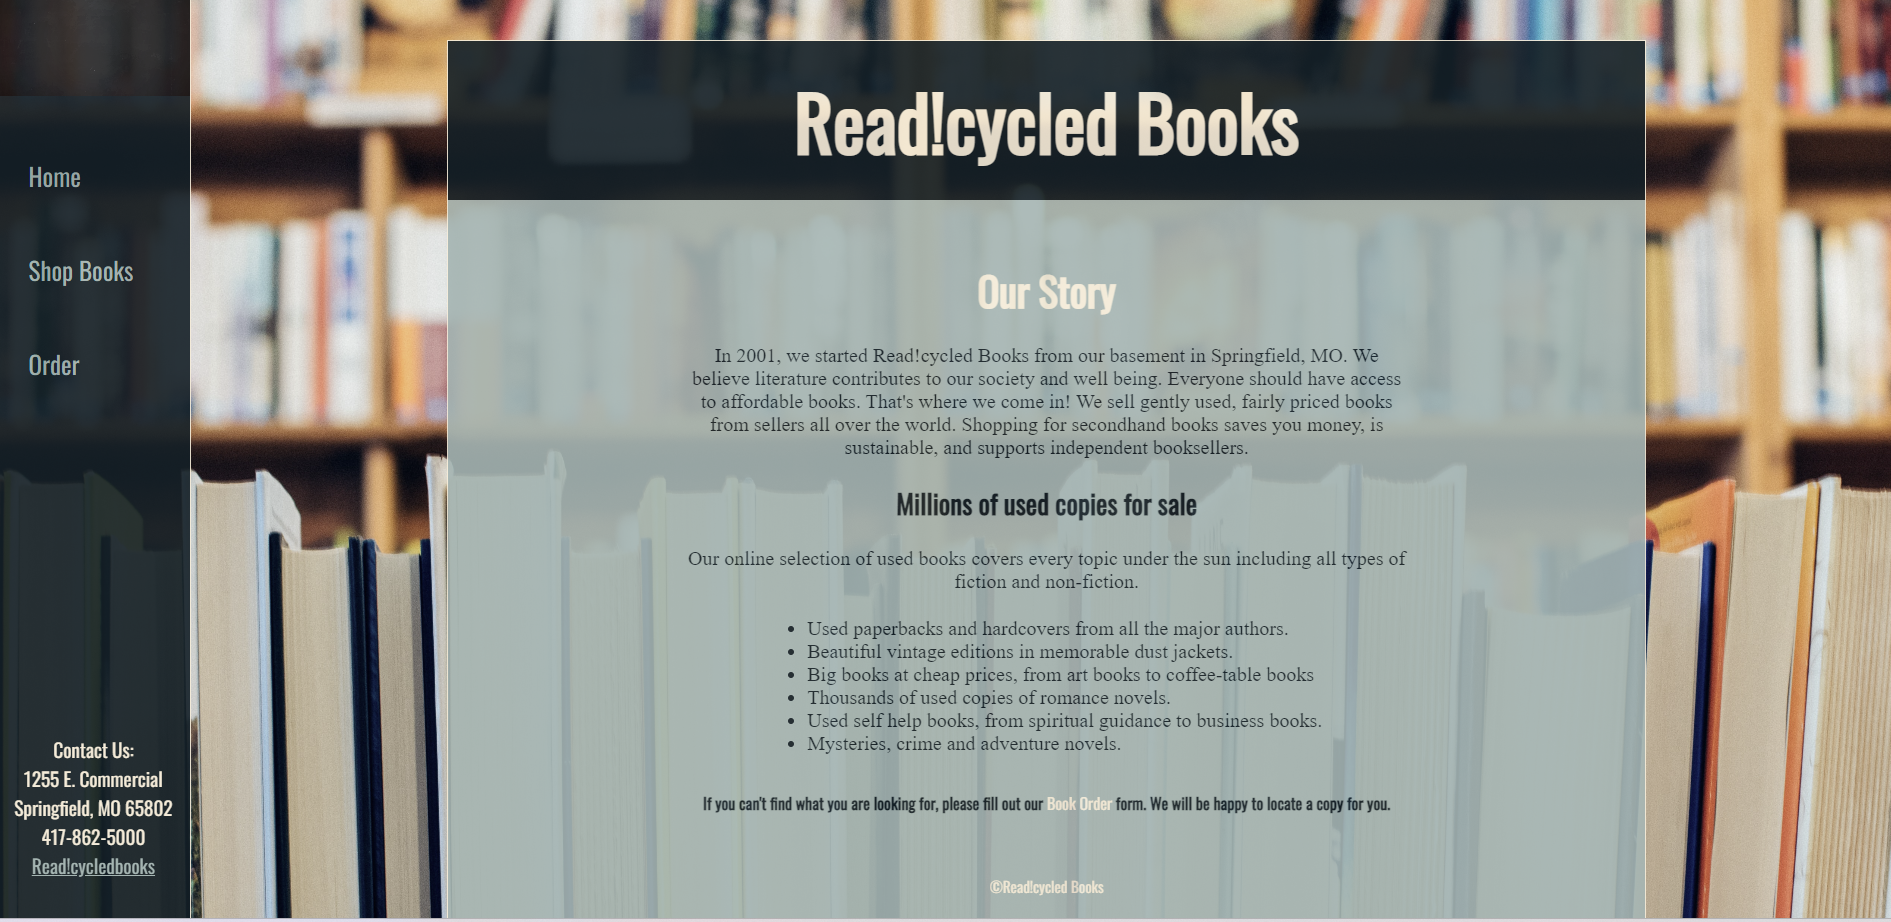 Read!cycled Books
Home
Shop Books
Order
Our Story
In 2001, we started Read!cycled Books from our basement in Springfield, MO. We
believe literature contributes to our society and well being. Everyone should have access
to affordable books. That's where we come in! We sell gently used, fairly priced books
from sellers all over the world. Shopping for secondhand books saves you money, is
sustainable, and supports independent booksellers.
Millions of used copies for sale
Our online selection of used books covers every topic under the sun including all types of
fiction and non-fiction.
• Used paperbacks and hardcovers from all the major authors.
• Beautiful vintage editions in memorable dust jackets.
• Big books at cheap prices, from art books to coffee-table books
• Thousands of used copies of romance novels.
• Used self help books, from spiritual guidance to business books.
• Mysteries, crime and adventure novels.
If you can't find what you are looking for, please fill out our Book Order form. We will be happy to locate a copy for you.
Contact Us:
1255 E. Commercial
Springfield, MO 65802
417-862-5000
Read!cycledbooks
©Read!cycled Books